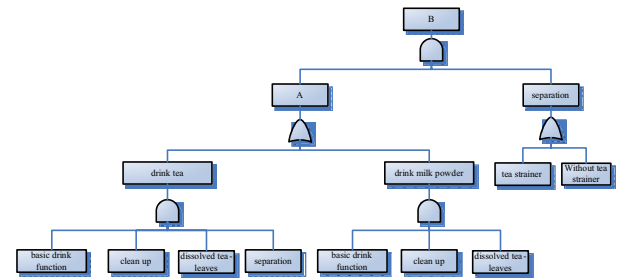 B
A
separation
drink tea
drink milk powder
tea strainer
Without tea
strainer
basic drink
function
clean up
dissolved tea-
leaves
separation
basic drink
function
clean up
dissolved tea-
leaves